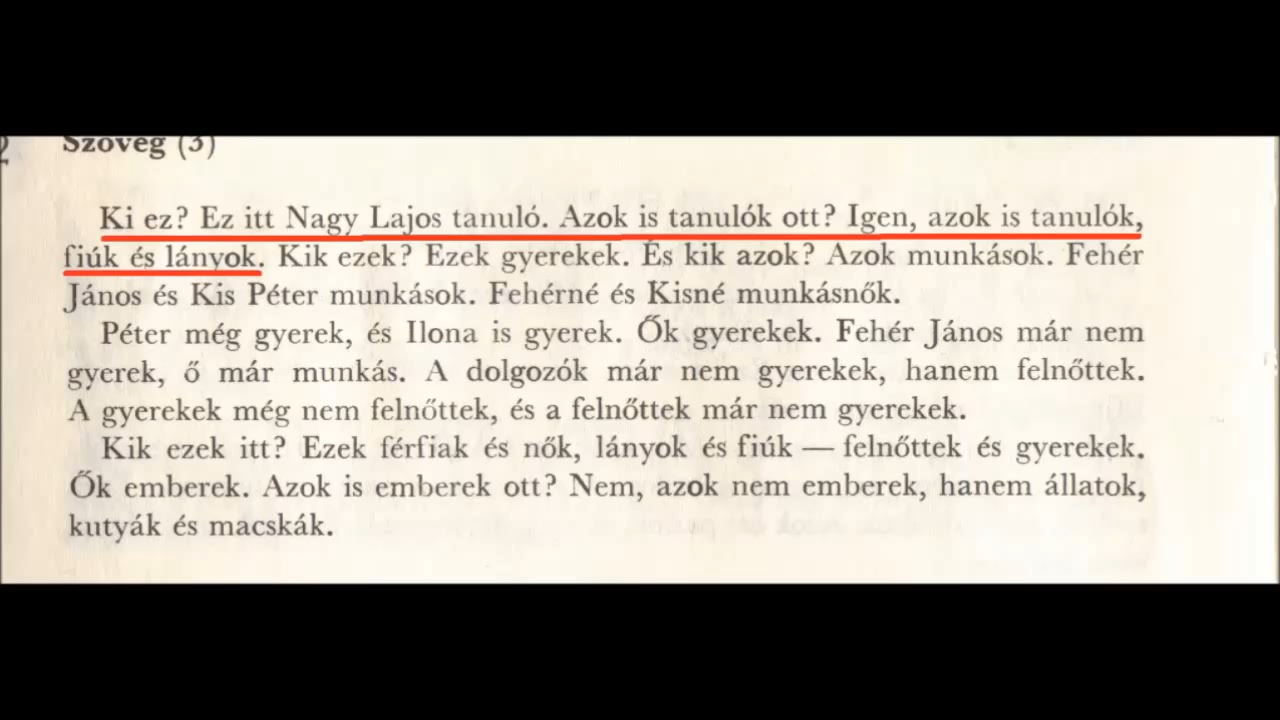 Szöveg (3)
Ki ez? Ez itt Nagy Lajos tanuló. Azok is tanulók ott? Igen, azok is tanulók,
fiúk és lányok. Kik ezek? Ezek gyerekek. És kik azok? Azok munkások. Fehér
János és Kis Péter munkások. Fehérné és Kisné munkásnők.
Péter még gyerek, és Ilona is gyerek. Ők gyerekek. Fehér János már nem
gyerek, ő már munkás. A dolgozók már nem gyerekek, hanem felnőttek.
A gyerekek még nem felnőttek, és a felnőttek már nem gyerekek.
Kik ezek itt? Ezek férfiak és nők, lányok és fiúk — felnőttek és gyerekek.
Ők emberek. Azok is emberek ott? Nem, azok nem emberek, hanem állatok,
kutyák és macskák.